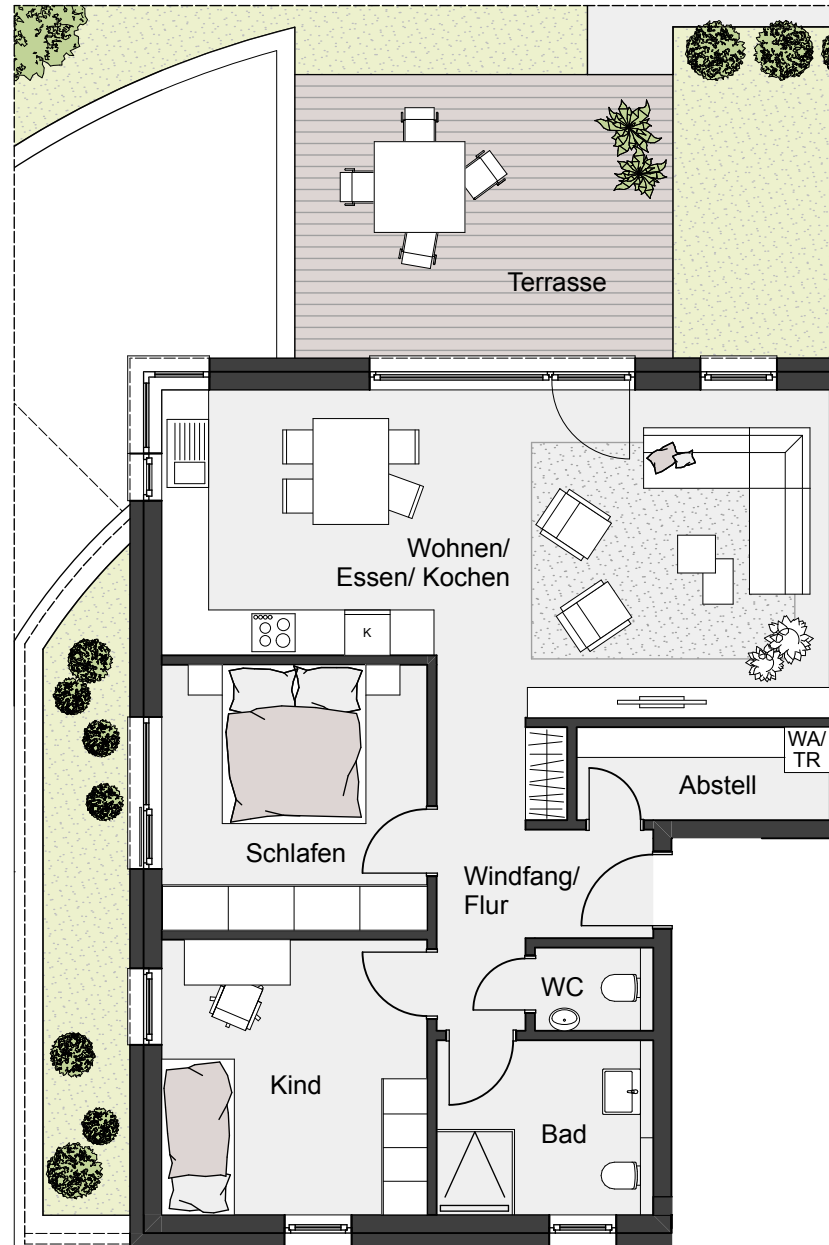 Terrasse
Wohnen/
Essen/ Kochen
K
WA/
TR
Abstell
Schlafen
Windfang/
Flur
WC
Kind
Bad